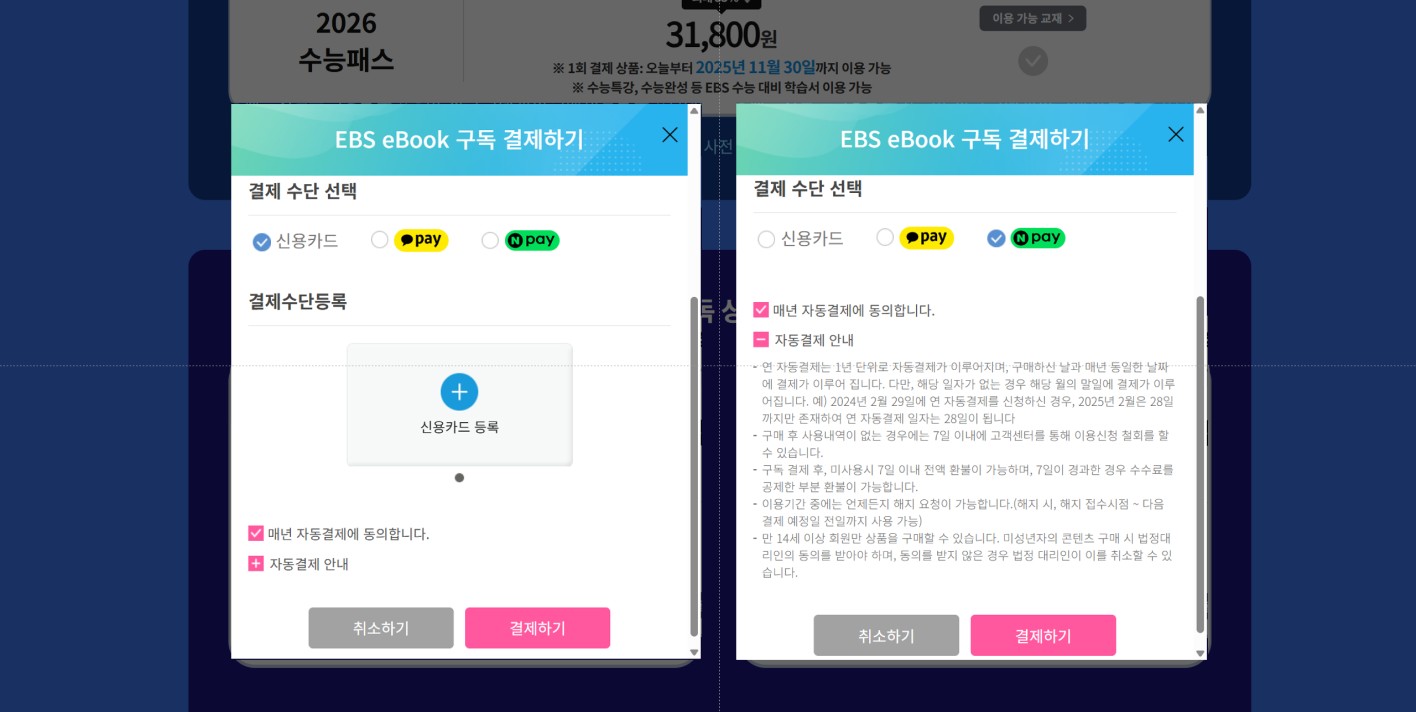 2026
수능패스
31,800원
※ 1회 결제 상품: 오늘부터 2025년 11월 30일까지 이용 가능
※ 수능특강, 수능완성 등 EBS 수능 대비 학습서 이용 가능
이용 가능 교재 >
사전
EBS eBook 구독 결제하기
결제 수단 선택
신용카드
pay
N pay
결제수단등록
신용카드 등록
매년 자동결제에 동의합니다.
자동결제 안내
취소하기
결제하기
EBS eBook 구독 결제하기
결제 수단 선택
신용카드
pay
N pay
매년 자동결제에 동의합니다.
자동결제 안내
- 연 자동결제는 1년 단위로 자동결제가 이루어지며, 구매하신 날과 매년 동일한 날짜
에 결제가 이루어 집니다. 다만, 해당 일자가 없는 경우 해당 월의 말일에 결제가 이루
어집니다. 예) 2024년 2월 29일에 연 자동결제를 신청하신 경우, 2025년 2월은 28일
까지만 존재하여 연 자동결제 일자는 28일이 됩니다
- 구매 후 사용내역이 없는 경우에는 7일 이내에 고객센터를 통해 이용신청 철회를 할
수 있습니다.
- 구독 결제 후, 미사용시 7일 이내 전액 환불이 가능하며, 7일이 경과한 경우 수수료를
공제한 부분 환불이 가능합니다.
- 이용기간 중에는 언제든지 해지 요청이 가능합니다.(해지 시, 해지 접수시점 ~ 다음
결제 예정일 전일까지 사용 가능)
- 만 14세 이상 회원만 상품을 구매할 수 있습니다. 미성년자의 콘텐츠 구매 시 법정대
리인의 동의를 받아야 하며, 동의를 받지 않은 경우 법정 대리인이 이를 취소할 수 있
습니다.
취소하기
결제하기